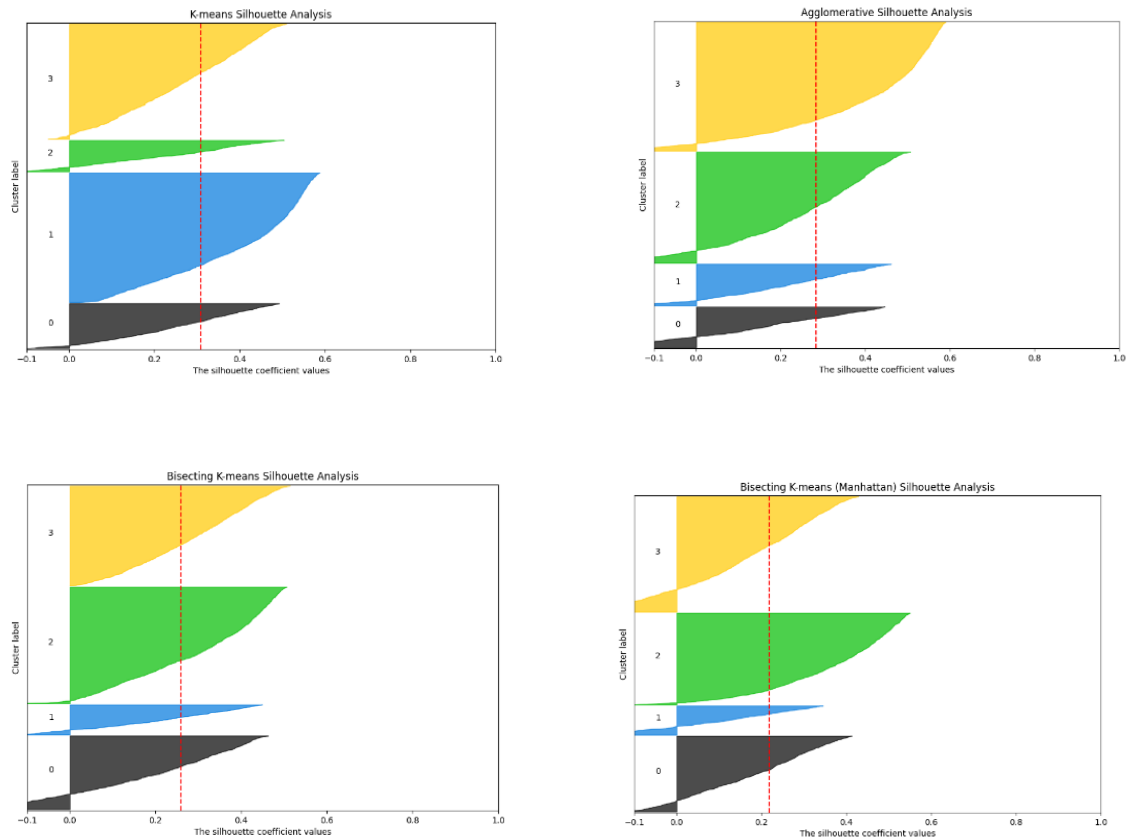 K-means Silhouette Analysis
3
2
1
0
Cluster label
−0.1 0.0 0.2 0.4 0.6 0.8 1.0
The silhouette coefficient values
Agglomerative Silhouette Analysis
3
2
1
0
Cluster label
−0.1 0.0 0.2 0.4 0.6 0.8 1.0
The silhouette coefficient values
Bisecting K-means Silhouette Analysis
3
2
1
0
Cluster label
−0.1 0.0 0.2 0.4 0.6 0.8 1.0
The silhouette coefficient values
Bisecting K-means (Manhattan) Silhouette Analysis
3
2
1
0
Cluster label
−0.1 0.0 0.2 0.4 0.6 0.8 1.0
The silhouette coefficient values